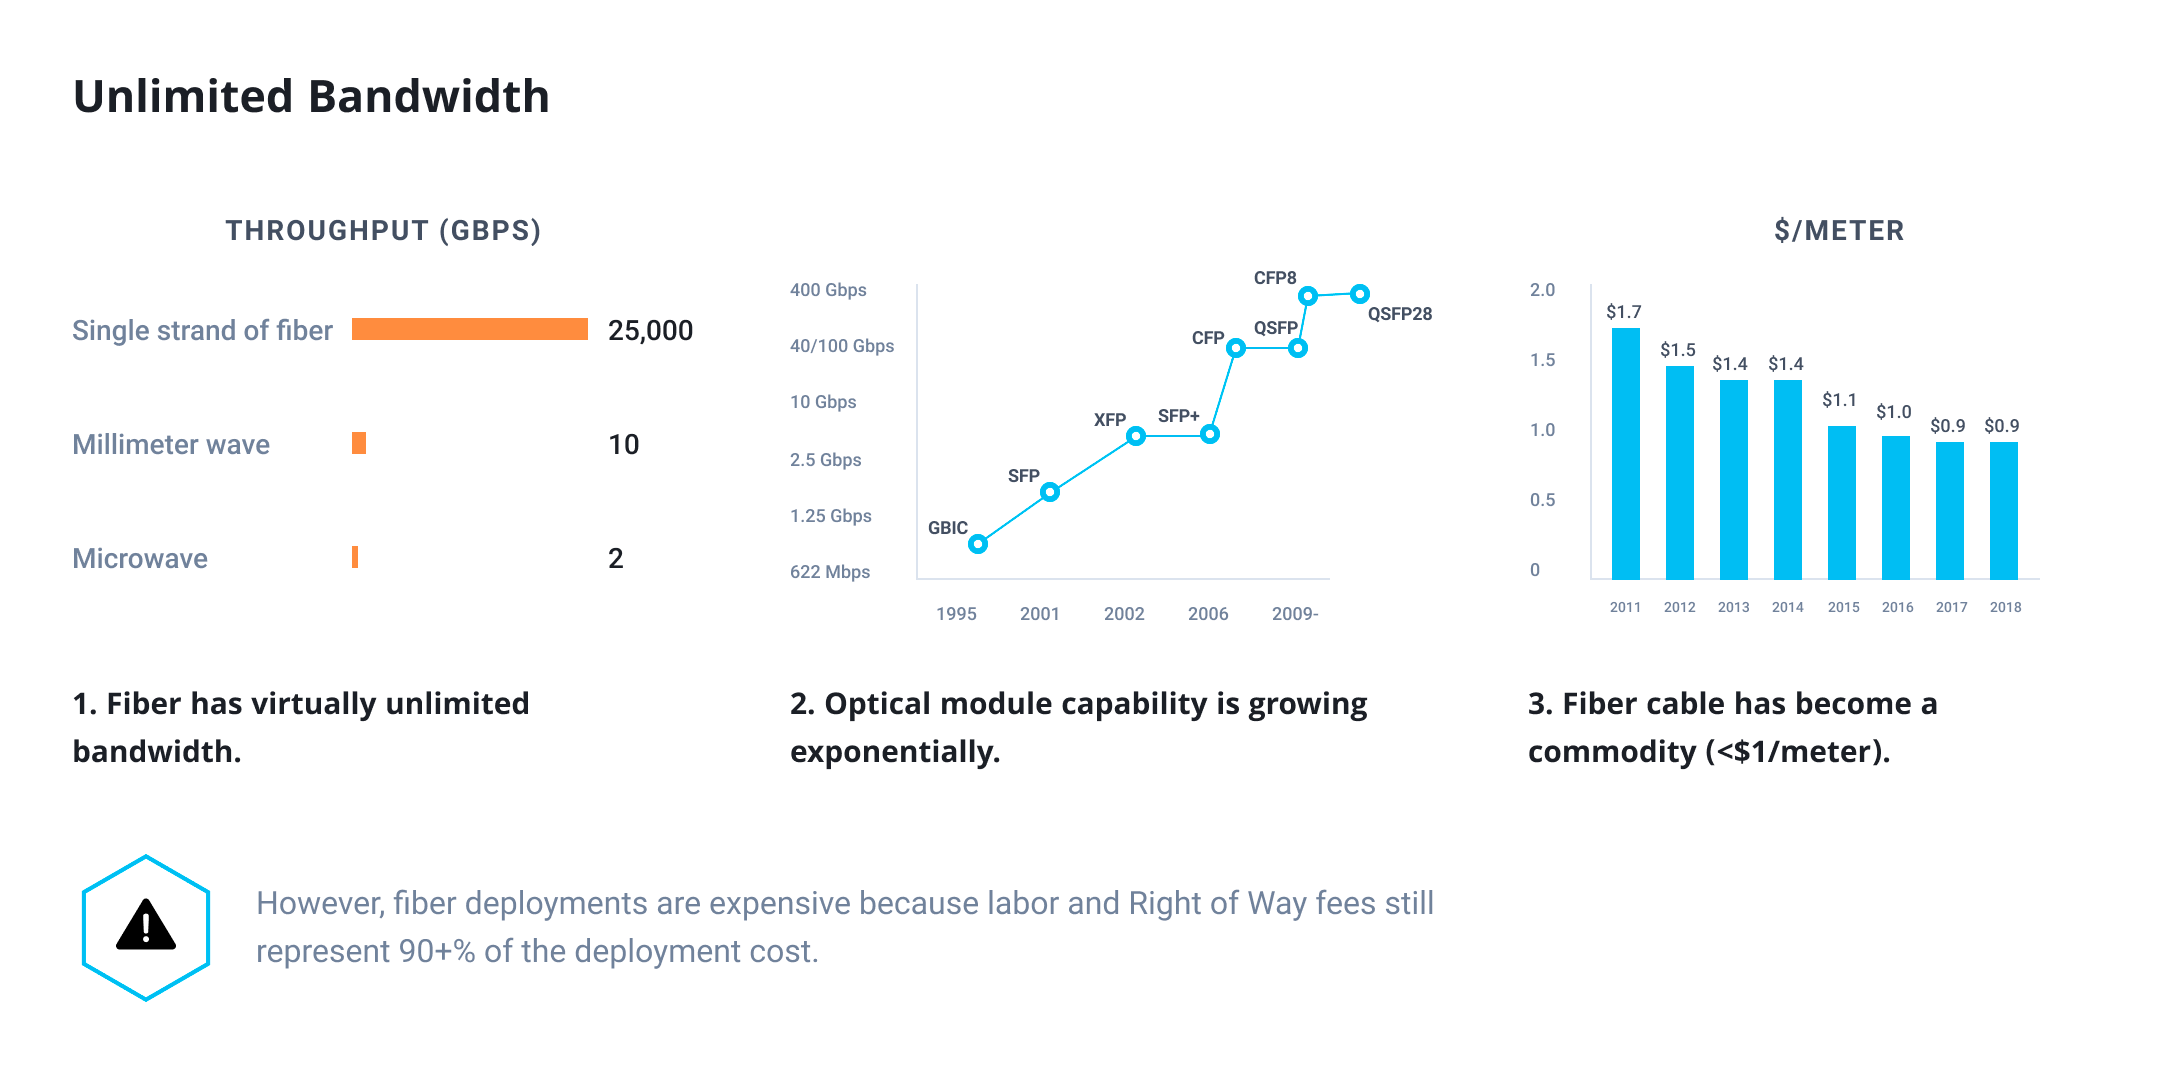 Unlimited Bandwidth
THROUGHPUT (GBPS)
Single strand of fiber 25,000
Millimeter wave 10
Microwave 2
1. Fiber has virtually unlimited
bandwidth.
400 Gbps
40/100 Gbps
10 Gbps
2.5 Gbps
1.25 Gbps
622 Mbps
GBIC
SFP
XFP
SFP+
CFP
QSFP
CFP8
QSFP28
1995 2001 2002 2006 2009-
2. Optical module capability is growing
exponentially.
$/METER
2.0
1.5
1.0
0.5
0
$1.7 $1.5 $1.4 $1.4 $1.1 $1.0 $0.9 $0.9
2011 2012 2013 2014 2015 2016 2017 2018
3. Fiber cable has become a
commodity (<$1/meter).
However, fiber deployments are expensive because labor and Right of Way fees still
represent 90+% of the deployment cost.